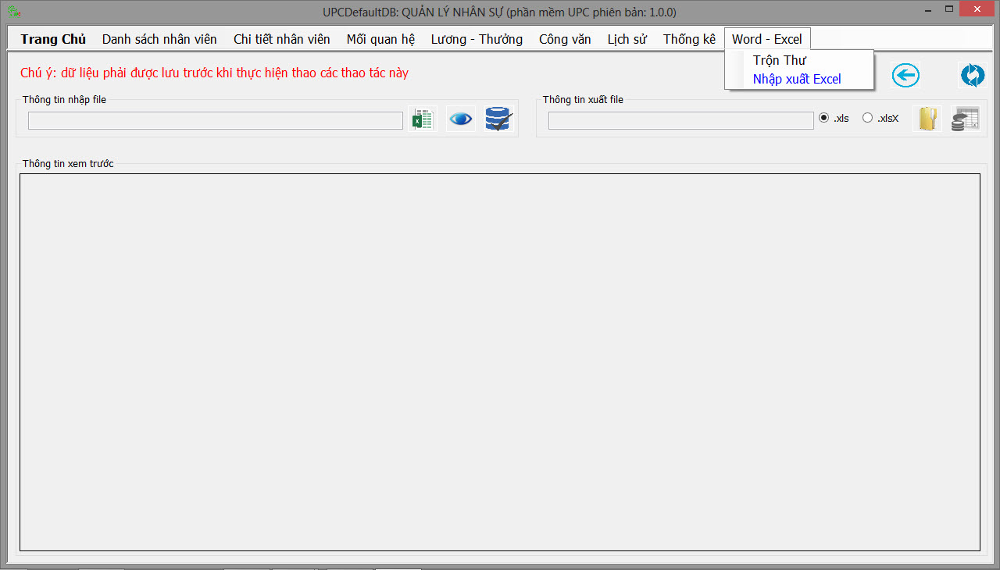 UPCDefaultDB: QUẢN LÝ NHÂN SỰ (phần mềm UPC phiên bản: 1.0.0)
Trang Chủ Danh sách nhân viên Chi tiết nhân viên Mối quan hệ Lương - Thưởng Công văn Lịch sử Thống kê Word - Excel
Trộn Thư
Nhập xuất Excel
Chú ý: dữ liệu phải được lưu trước khi thực hiện thao các thao tác này
Thông tin nhập file
Thông tin xuất file
.xls .xlsX
Thông tin xem trước